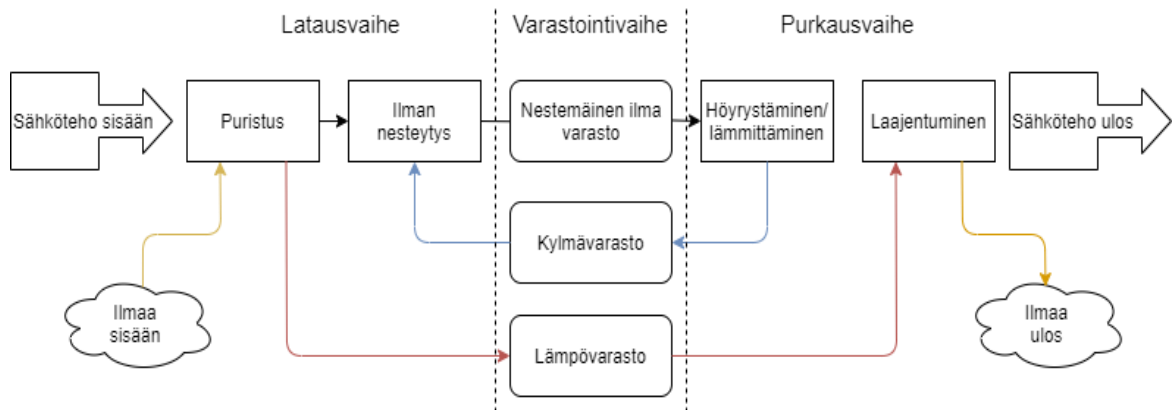 Latausvaihe
Varastointivaihe
Purkausvaihe
Sähköteho sisään
Puristus
Ilman
nesteytys
Nestemäinen ilma
varasto
Höyrystäminen/
lämmittäminen
Laajentuminen
Sähköteho ulos
Kylmävarasto
Ilmaa
sisään
Lämpövarasto
Ilmaa
ulos